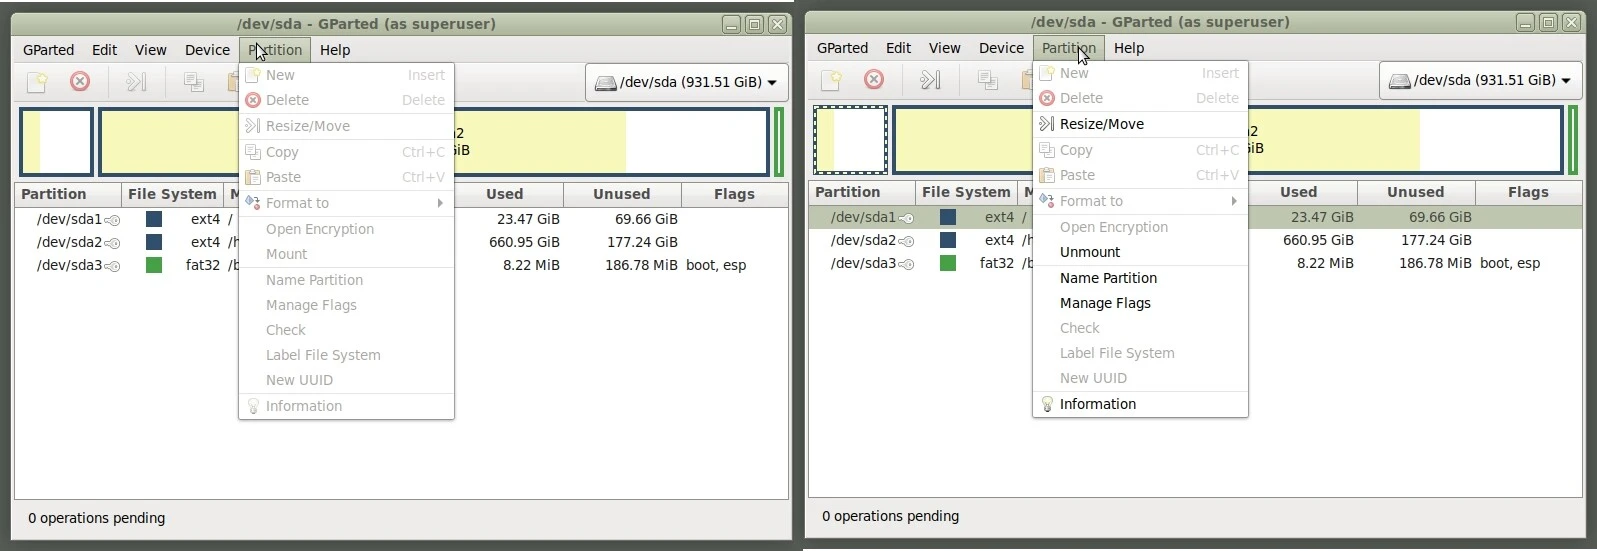 /dev/sda - GParted (as superuser)
GParted Edit View Device Partition Help
/dev/sda (931.51 GiB)
New Insert
Delete Delete
Resize/Move
Copy Ctrl+C
Paste Ctrl+V
Format to
Open Encryption
Mount
Name Partition
Manage Flags
Check
Label File System
New UUID
Information
GiB
Partition File System Used Unused Flags
/dev/sda1 ext4 / 23.47 GiB 69.66 GiB
/dev/sda2 ext4 /h 660.95 GiB 177.24 GiB
/dev/sda3 fat32 /b 8.22 MiB 186.78 MiB boot, esp
0 operations pending
/dev/sda - GParted (as superuser)
GParted Edit View Device Partition Help
/dev/sda (931.51 GiB)
New Insert
Delete Delete
Resize/Move
Copy Ctrl+C
Paste Ctrl+V
Format to
Open Encryption
Unmount
Name Partition
Manage Flags
Check
Label File System
New UUID
Information
GiB
Partition File System Used Unused Flags
/dev/sda1 ext4 / 23.47 GiB 69.66 GiB
/dev/sda2 ext4 /h 660.95 GiB 177.24 GiB
/dev/sda3 fat32 /b 8.22 MiB 186.78 MiB boot, esp
0 operations pending